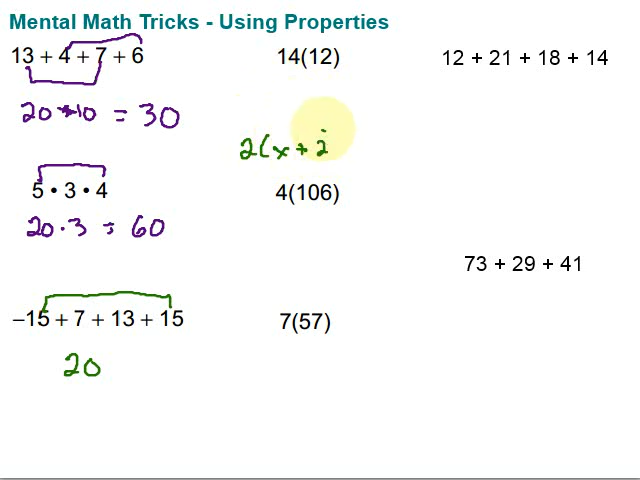 Mental Math Tricks - Using Properties
13 + 4 + 7 + 6
20 + 10 = 30
5 • 3 • 4
20 · 3 = 60
−15 + 7 + 13 + 15
20
14(12)
2(x + 2
4(106)
7(57)
12 + 21 + 18 + 14
73 + 29 + 41